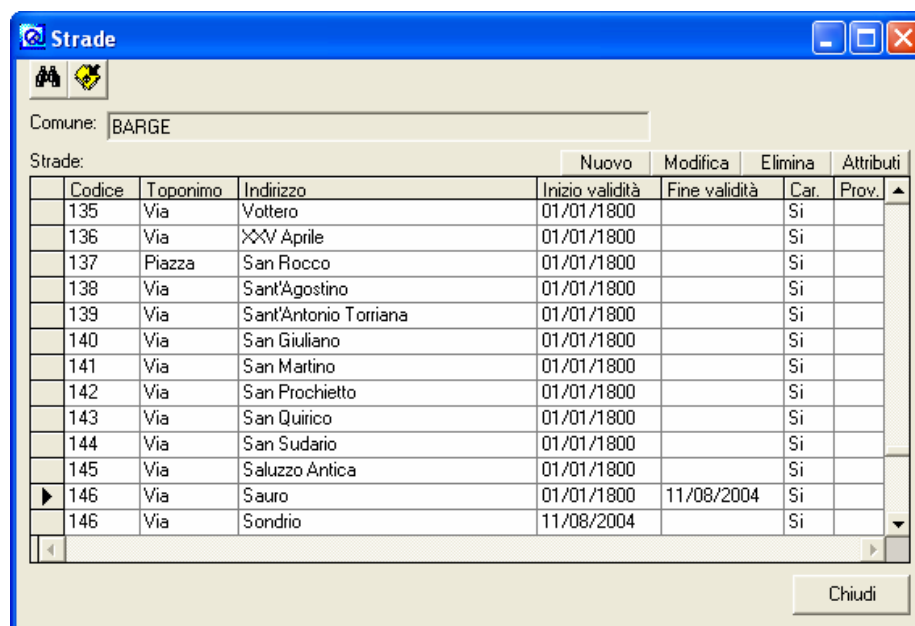 Strade
Comune: BARGE
Strade: Nuovo Modifica Elimina Attributi
Codice Toponimo Indirizzo Inizio validità Fine validità Car. Prov.
135 Via Vottero 01/01/1800 Si
136 Via XXV Aprile 01/01/1800 Si
137 Piazza San Rocco 01/01/1800 Si
138 Via Sant'Agostino 01/01/1800 Si
139 Via Sant'Antonio Torriana 01/01/1800 Si
140 Via San Giuliano 01/01/1800 Si
141 Via San Martino 01/01/1800 Si
142 Via San Prochietto 01/01/1800 Si
143 Via San Quirico 01/01/1800 Si
144 Via San Sudario 01/01/1800 Si
145 Via Saluzzo Antica 01/01/1800 Si
146 Via Sauro 01/01/1800 11/08/2004 Si
146 Via Sondrio 11/08/2004 Si
Chiudi